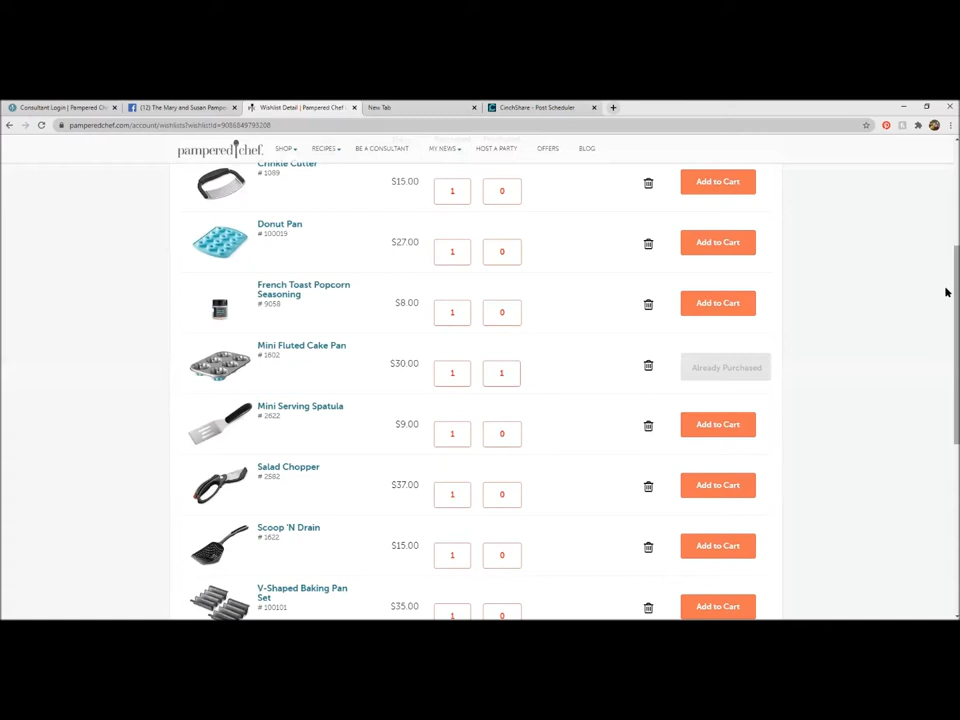 Consultant Login | Pampered Ch
(12) The Mary and Susan Pampe
Wishlist Detail | Pampered Chef
New Tab
CinchShare - Post Scheduler
pamperedchef.com/account/wishlists?wishlistId=9086849793208
pampered chef
SHOP
RECIPES
BE A CONSULTANT
MY NEWS
HOST A PARTY
OFFERS
BLOG
Crinkle Cutter
# 1089
$15.00
1
0
Add to Cart
Donut Pan
# 100019
$27.00
1
0
Add to Cart
French Toast Popcorn
Seasoning
# 9058
$8.00
1
0
Add to Cart
Mini Fluted Cake Pan
# 1602
$30.00
1
1
Already Purchased
Mini Serving Spatula
# 2622
$9.00
1
0
Add to Cart
Salad Chopper
# 2582
$37.00
1
0
Add to Cart
Scoop 'N Drain
# 1622
$15.00
1
0
Add to Cart
V-Shaped Baking Pan
Set
# 100101
$35.00
1
0
Add to Cart